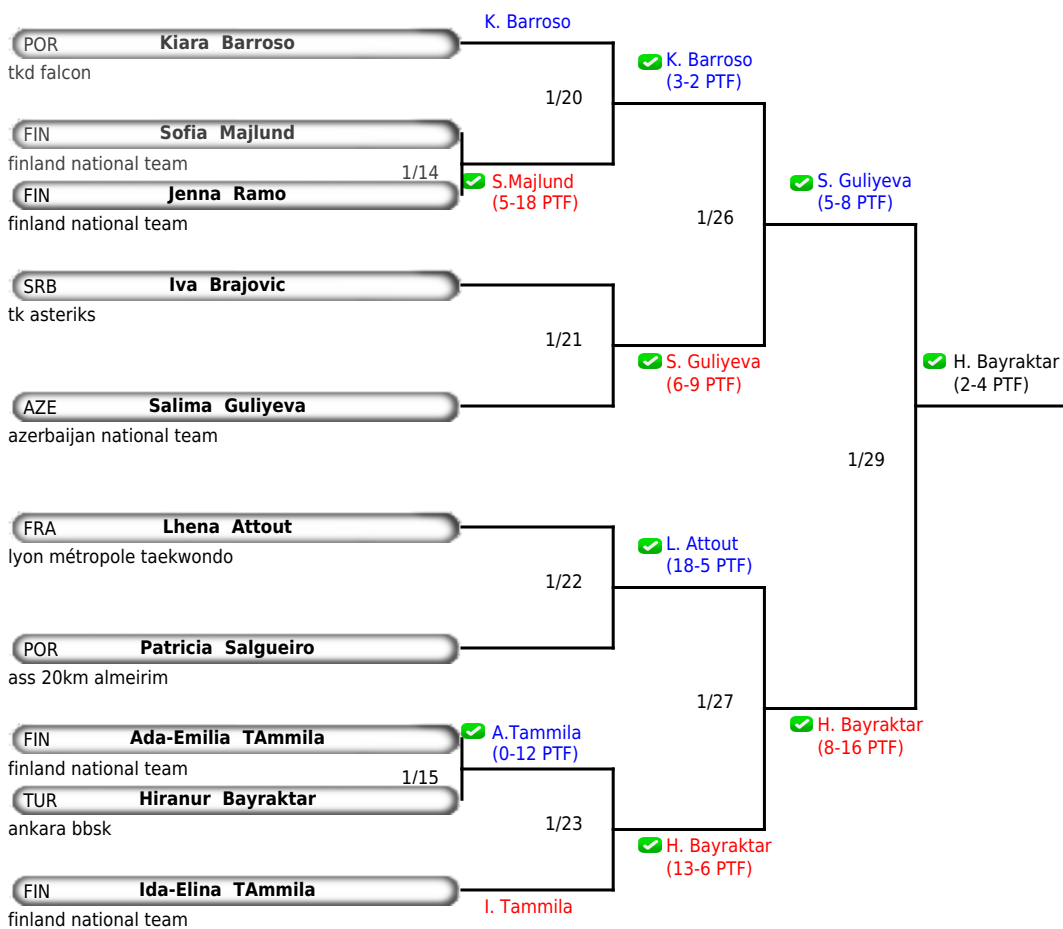 K. Barroso
POR Kiara Barroso
tkd falcon
K. Barroso
(3-2 PTF)
1/20
FIN Sofia Majlund
finland national team
1/14
S.Majlund
(5-18 PTF)
FIN Jenna Ramo
finland national team
S. Guliyeva
(5-8 PTF)
1/26
SRB Iva Brajovic
tk asteriks
1/21
S. Guliyeva
(6-9 PTF)
H. Bayraktar
(2-4 PTF)
AZE Salima Guliyeva
azerbaijan national team
1/29
FRA Lhena Attout
lyon métropole taekwondo
L. Attout
(18-5 PTF)
1/22
POR Patricia Salgueiro
ass 20km almeirim
1/27
FIN Ada-Emilia TAmmila
finland national team
A.Tammila
(0-12 PTF)
H. Bayraktar
(8-16 PTF)
1/15
TUR Hiranur Bayraktar
ankara bbsk
1/23
H. Bayraktar
(13-6 PTF)
FIN Ida-Elina TAmmila
finland national team
I. Tammila